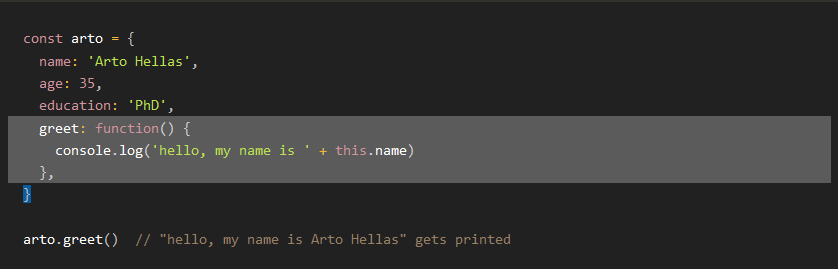 const arto = {
  name: 'Arto Hellas',
  age: 35,
  education: 'PhD',
  greet: function() {
    console.log('hello, my name is ' + this.name)
  },
}
arto.greet()  // "hello, my name is Arto Hellas" gets printed